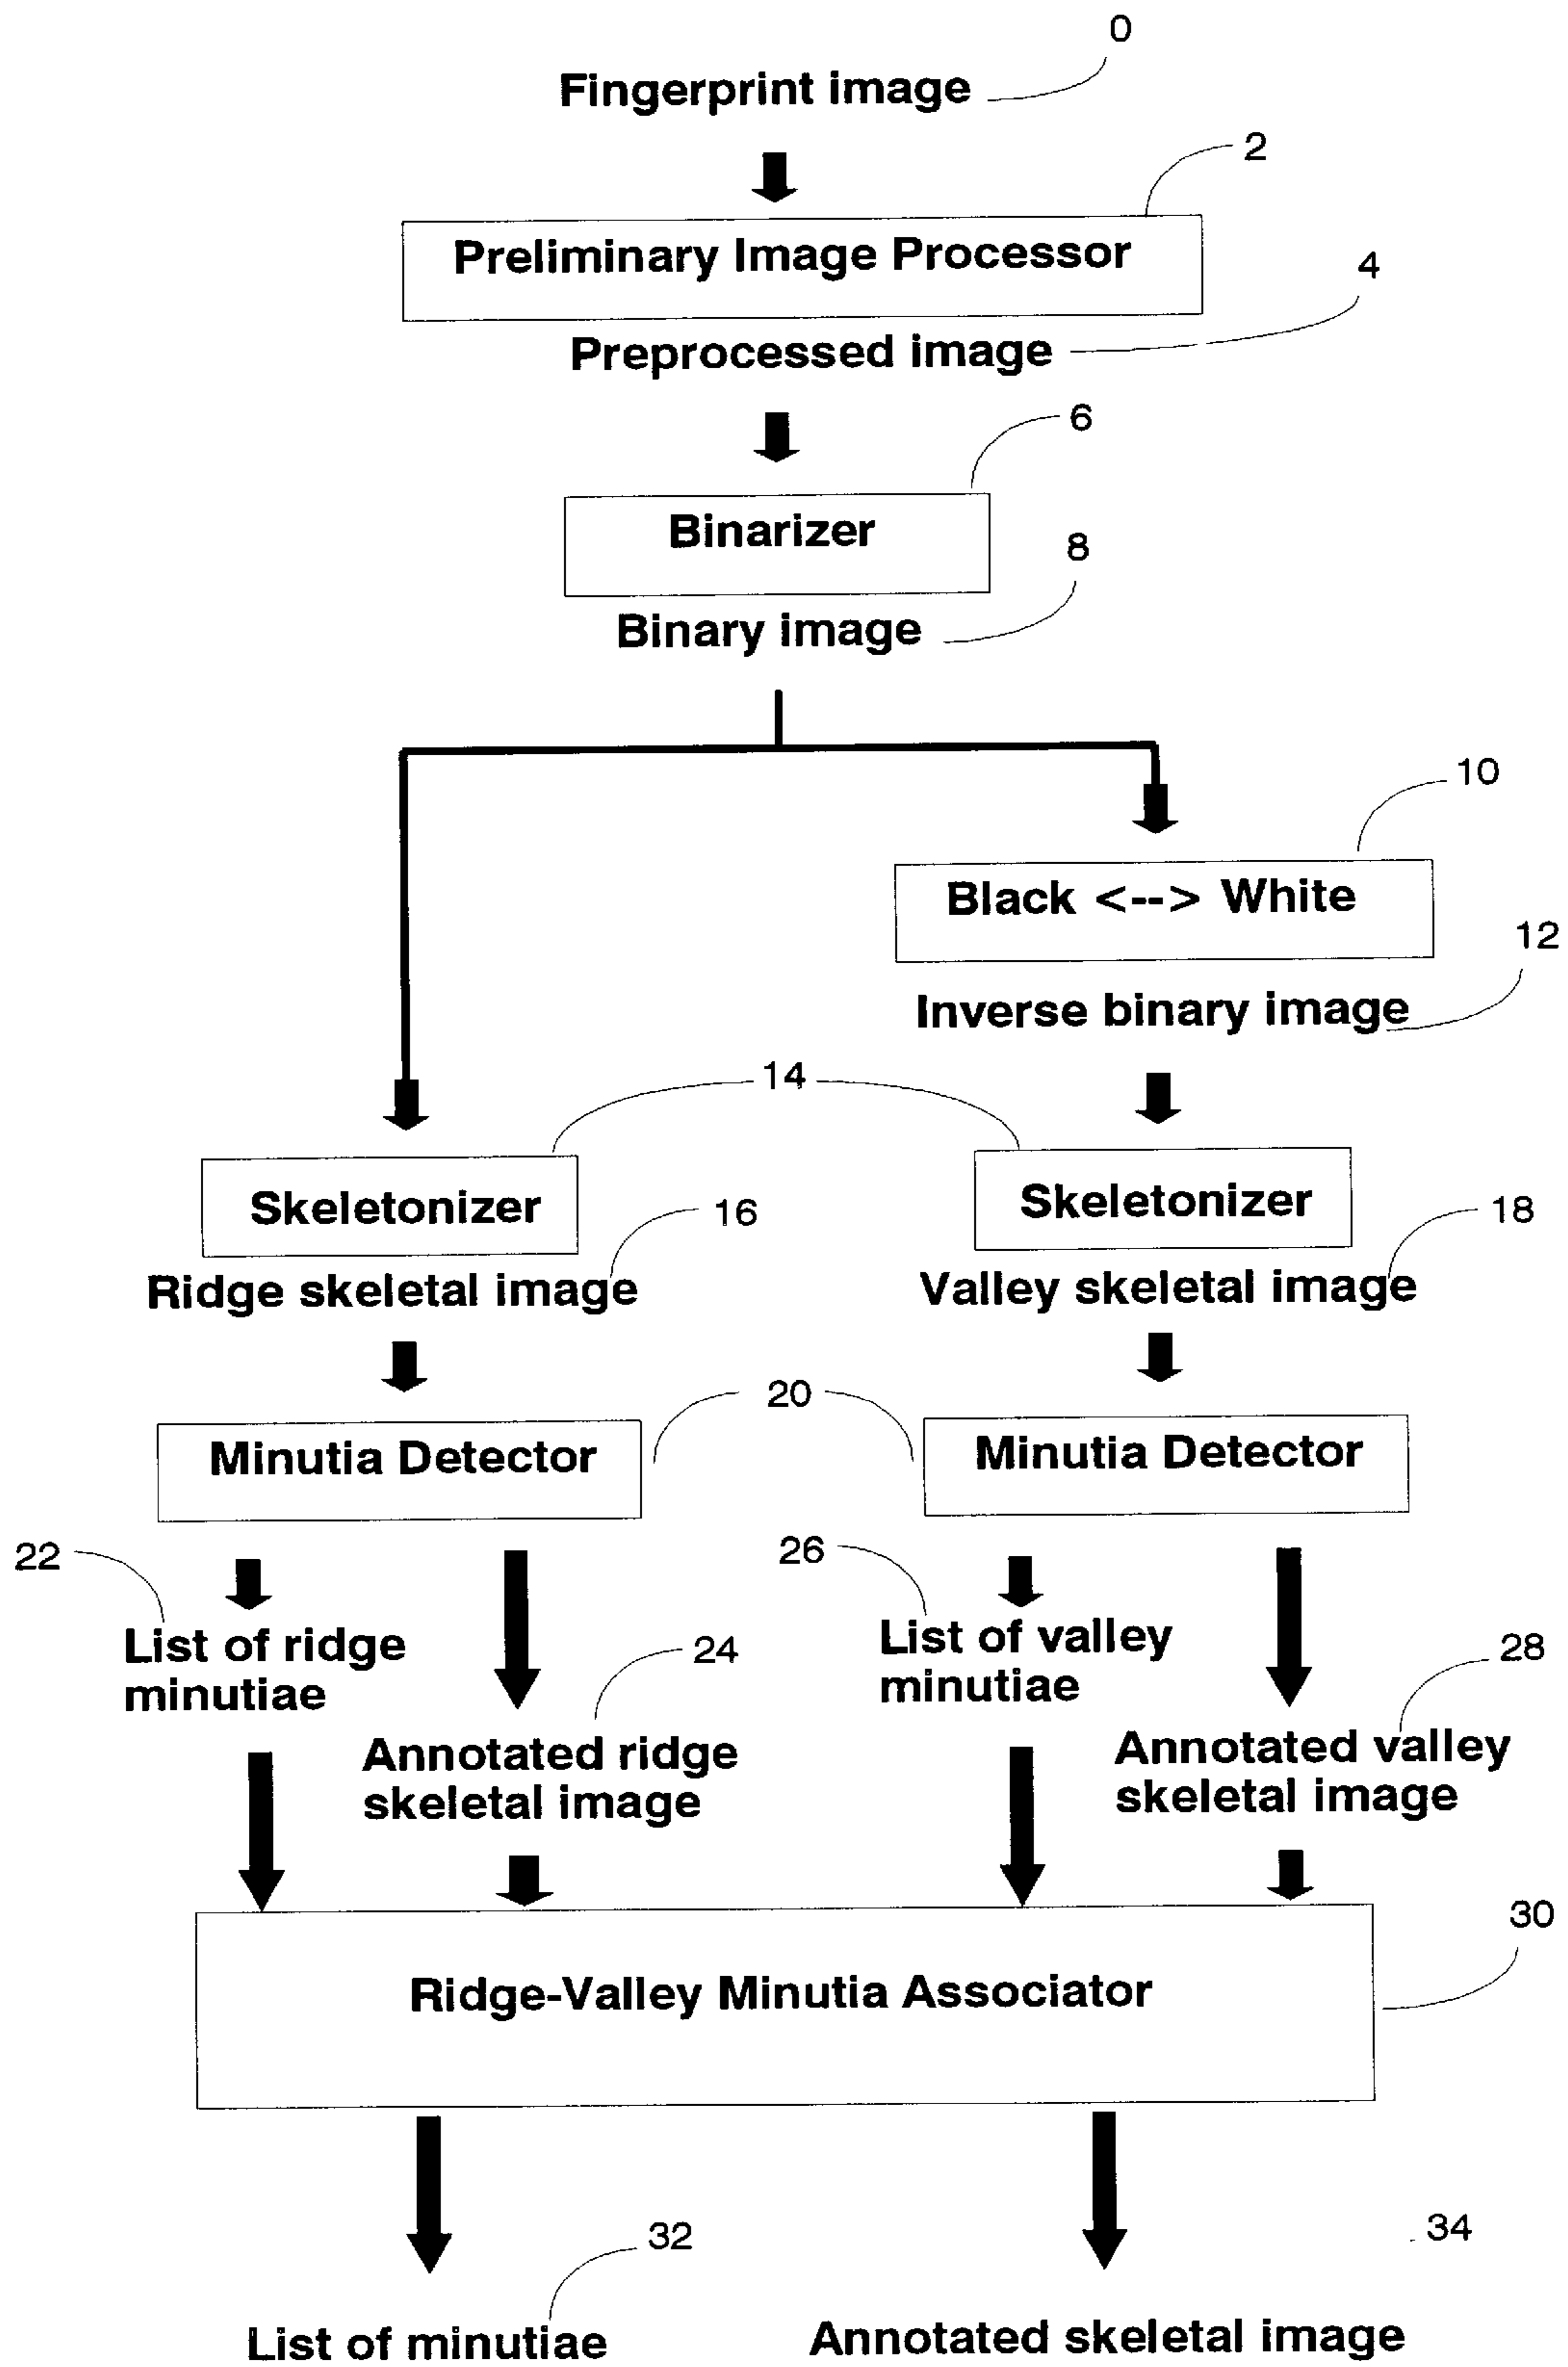 0
Fingerprint image
2
Preliminary Image Processor
4
Preprocessed image
6
Binarizer
8
Binary image
10
Black <--> White
12
Inverse binary image
14
Skeletonizer
Skeletonizer
16
18
Ridge skeletal image
Valley skeletal image
20
Minutia Detector
Minutia Detector
22
26
List of ridge
minutiae
List of valley
minutiae
24
28
Annotated ridge
skeletal image
Annotated valley
skeletal image
30
Ridge-Valley Minutia Associator
32
34
List of minutiae
Annotated skeletal image